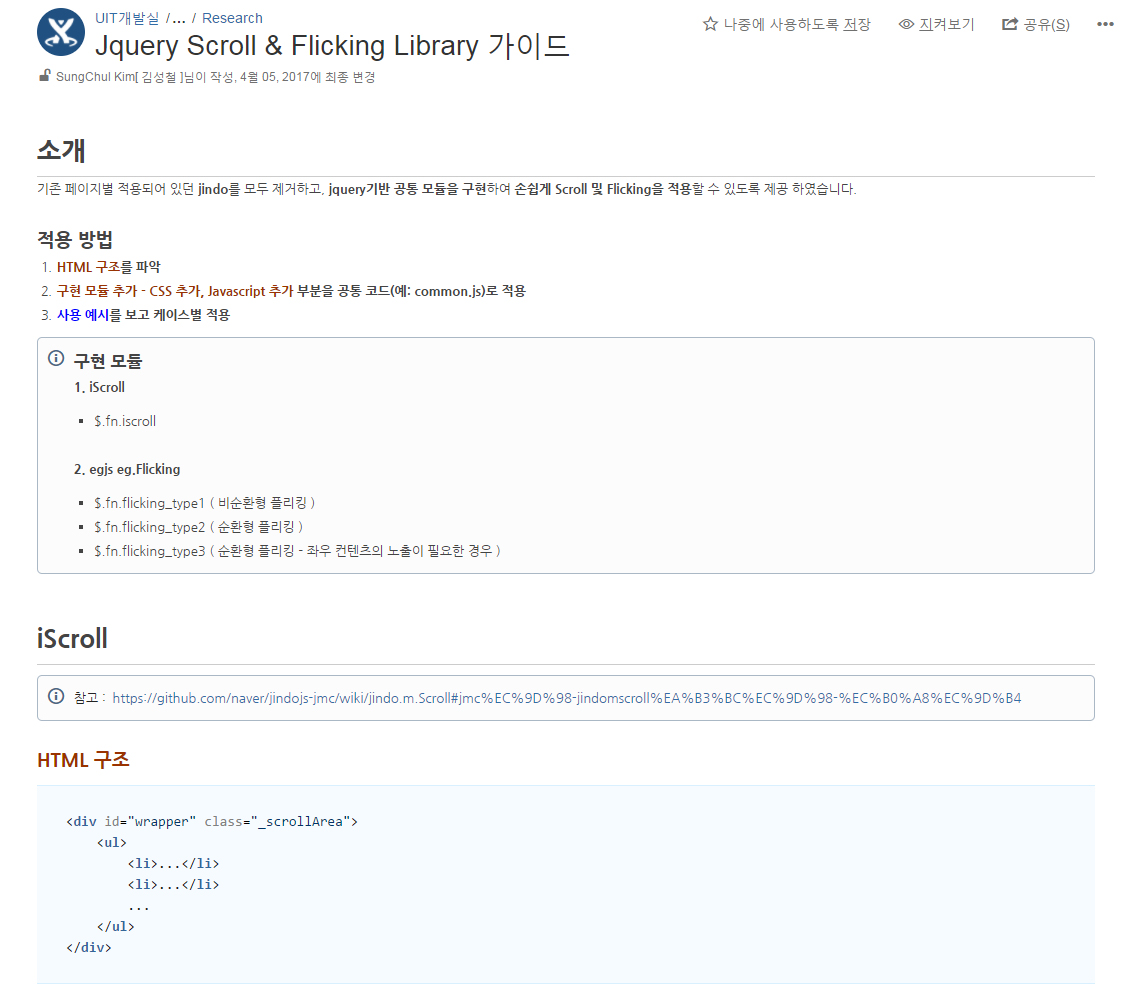 UIT개발실 /... / Research
나중에 사용하도록 저장 지켜보기 공유(S) •••
Jquery Scroll & Flicking Library 가이드
SungChul Kim[ 김성철 ]님이 작성, 4월 05, 2017에 최종 변경
소개
기존 페이지별 적용되어 있던 jindo를 모두 제거하고, jquery기반 공통 모듈을 구현하여 손쉽게 Scroll 및 Flicking을 적용할 수 있도록 제공 하였습니다.
적용 방법
1. HTML 구조를 파악
2. 구현 모듈 추가 - CSS 추가, Javascript 추가 부분을 공통 코드(예: common.js)로 적용
3. 사용 예시를 보고 케이스별 적용
구현 모듈
1. iScroll
▪ $.fn.iscroll
2. egjs eg.Flicking
▪ $.fn.flicking_type1 ( 비순환형 플리킹 )
▪ $.fn.flicking_type2 ( 순환형 플리킹 )
▪ $.fn.flicking_type3 ( 순환형 플리킹 - 좌우 컨텐츠의 노출이 필요한 경우 )
iScroll
참고 : https://github.com/naver/jindojs-jmc/wiki/jindo.m.Scroll#jmc%EC%9D%98-jindomscroll%EA%B3%BC%EC%9D%98-%EC%B0%A8%EC%9D%B4
HTML 구조
<div id="wrapper" class="_scrollArea">
<ul>
<li>...</li>
<li>...</li>
...
</ul>
</div>